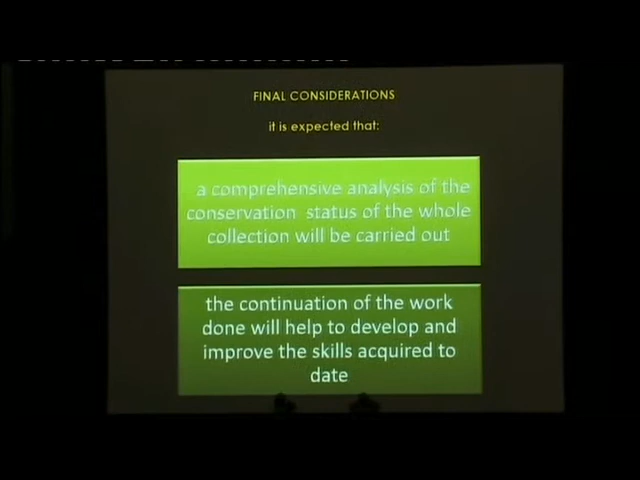 FINAL CONSIDERATIONS
it is expected that:
a comprehensive analysis of the
conservation status of the whole
collection will be carried out
the continuation of the work
done will help to develop and
improve the skills acquired to
date